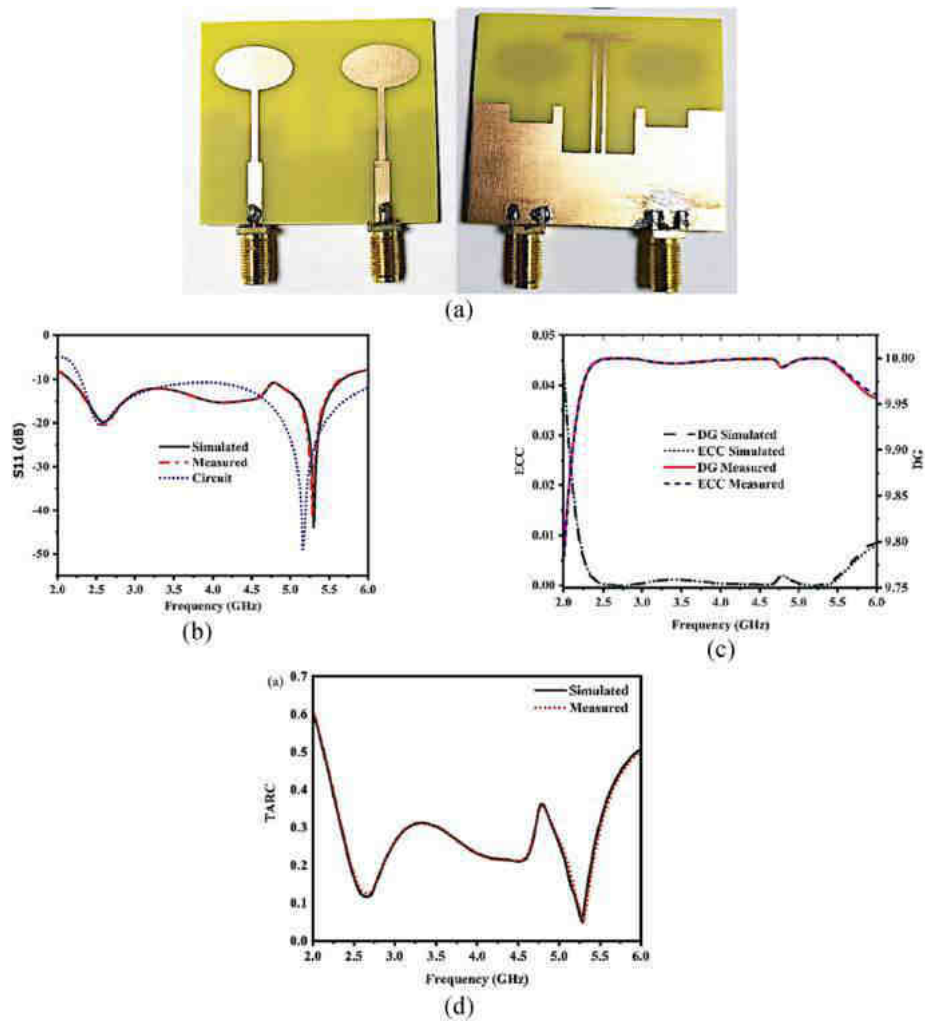 (a)
0
-10
-20
-30
-40
-50
S11 (dB)
Simulated
Measured
Circuit
2.0 2.5 3.0 3.5 4.0 4.5 5.0 5.5 6.0
Frequency (GHz)
(b)
0.05
0.04
0.03
0.02
0.01
0.00
ECC
DG Simulated
ECC Simulated
DG Measured
ECC Measured
10.00
9.95
9.90
9.85
9.80
9.75
DG
2.0 2.5 3.0 3.5 4.0 4.5 5.0 5.5 6.0
Frequency (GHz)
(c)
(a)
0.7
0.6
0.5
0.4
0.3
0.2
0.1
0.0
TARC
Simulated
Measured
2.0 2.5 3.0 3.5 4.0 4.5 5.0 5.5 6.0
Frequency (GHz)
(d)